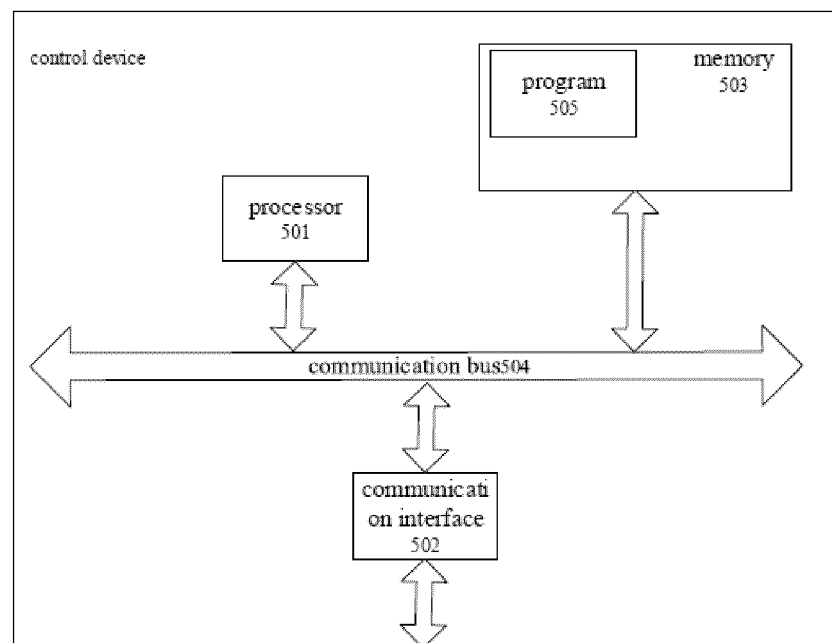 control device
memory
503
program
505
processor
501
communication bus504
communicati
on interface
502